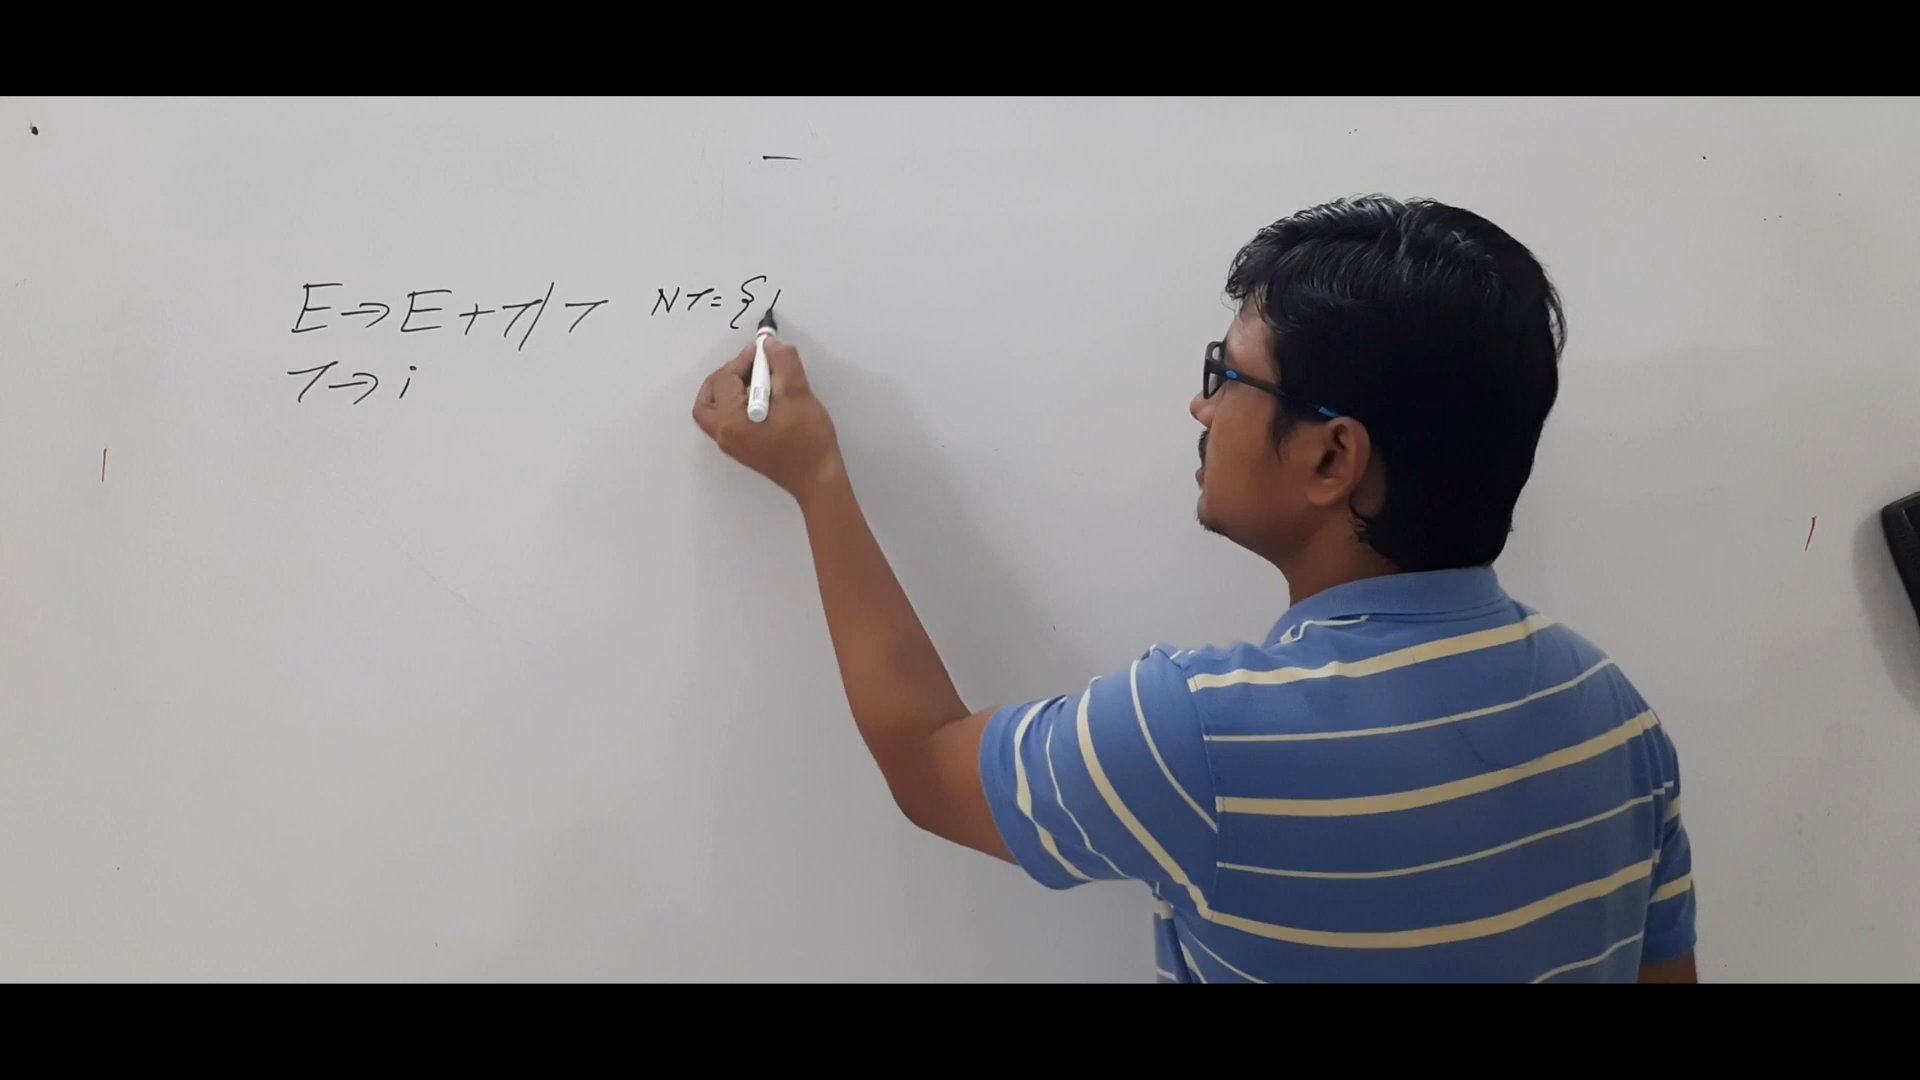 E → E + T / T NT = {
T → i